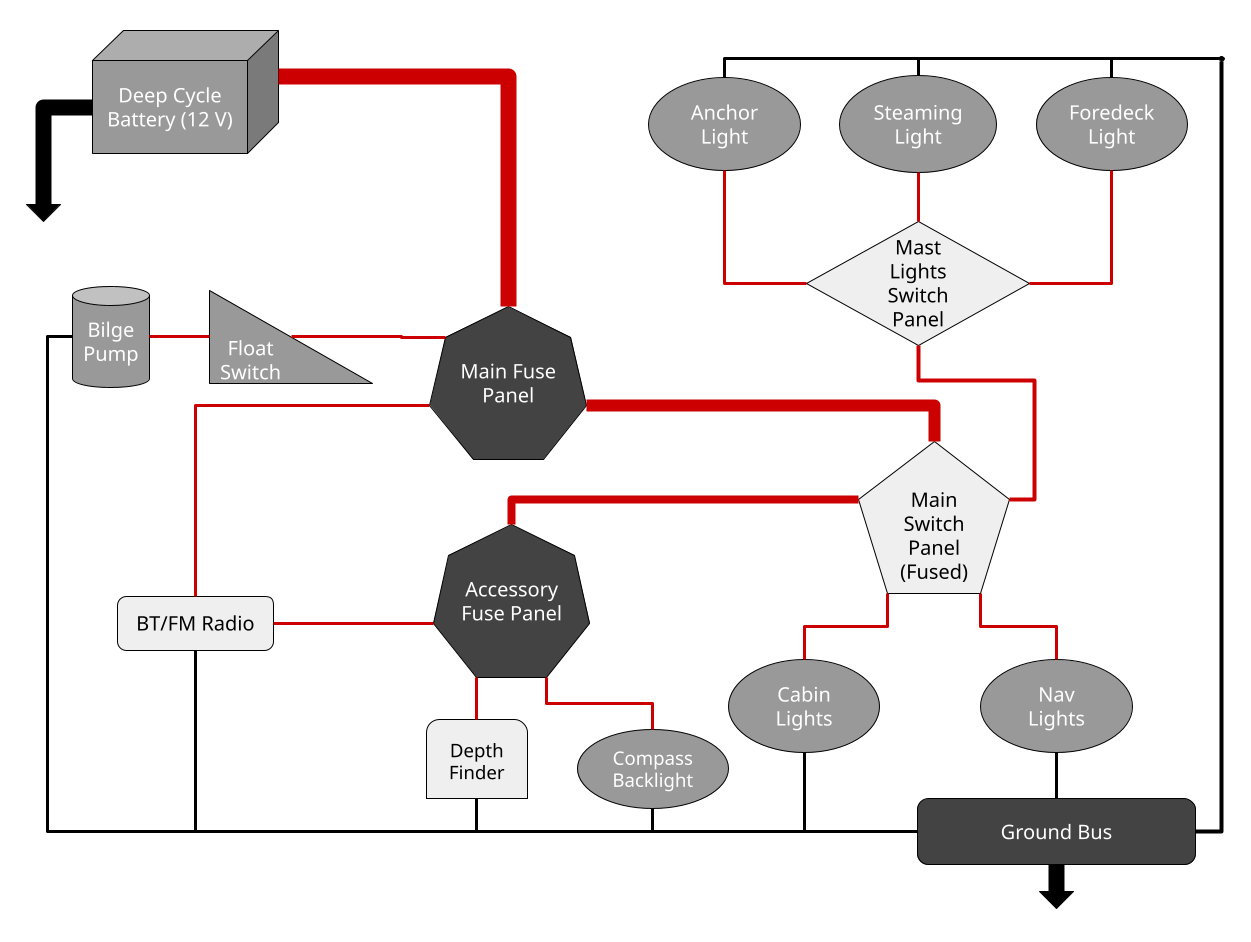 Deep Cycle
Battery (12 V)
Anchor
Light
Steaming
Light
Foredeck
Light
Mast
Lights
Switch
Panel
Bilge
Pump
Float
Switch
Main Fuse
Panel
Main
Switch
Panel
(Fused)
Accessory
Fuse Panel
BT/FM Radio
Cabin
Lights
Nav
Lights
Depth
Finder
Compass
Backlight
Ground Bus